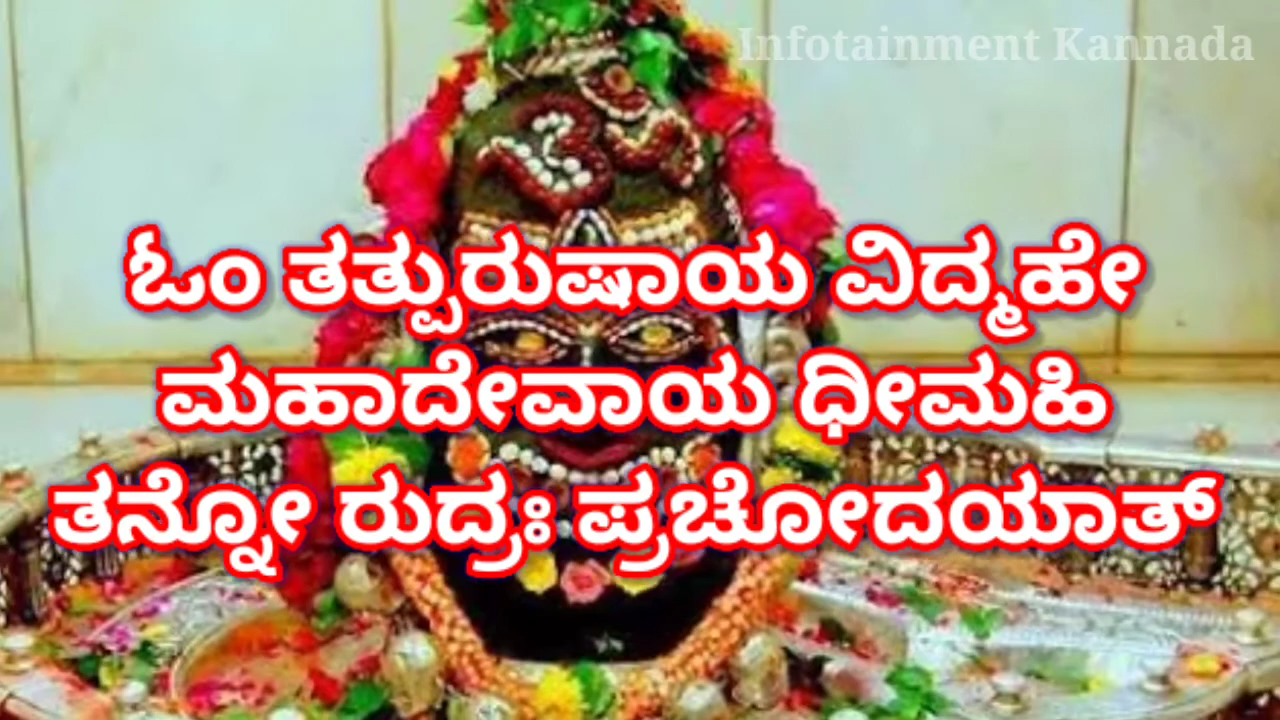 Infotainment Kannada
ಓಂ ತತ್ಪುರುಷಾಯ ವಿದ್ಮಹೇ
ಮಹಾದೇವಾಯ ಧೀಮಹಿ
ತನ್ನೋ ರುದ್ರಃ ಪ್ರಚೋದಯಾತ್